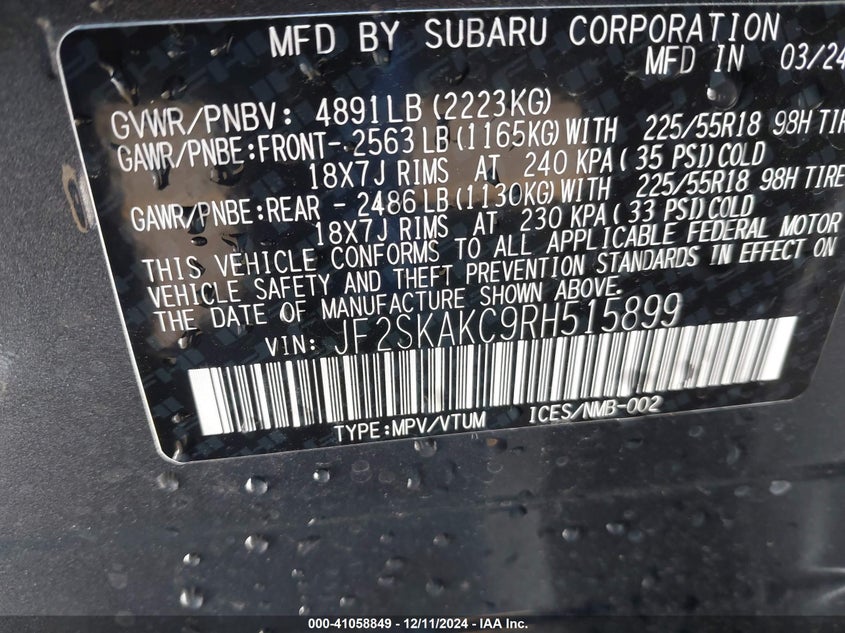 MFD BY SUBARU CORPORATION
MFD IN 03/24
GVWR/PNBV: 4891LB(2223KG)
GAWR/PNBE:FRONT- 2563LB(1165KG)WITH 225/55R18 98H TIR
18X7J RIMS AT 240 KPA(35 PSI)COLD
GAWR/PNBE:REAR - 2486LB(1130KG)WITH 225/55R18 98H TIRE
18X7J RIMS AT 230 KPA(33 PSI)COLD
THIS VEHICLE CONFORMS TO ALL APPLICABLE FEDERAL MOTOR
VEHICLE SAFETY AND THEFT PREVENTION STANDARDS IN EFFECT ON
THE DATE OF MANUFACTURE SHOWN ABOVE.
VIN: JF2SKAKC9RH515899
TYPE:MPV/VTUM ICES/NMB-002
000-41058849 - 12/11/2024 - IAA Inc.